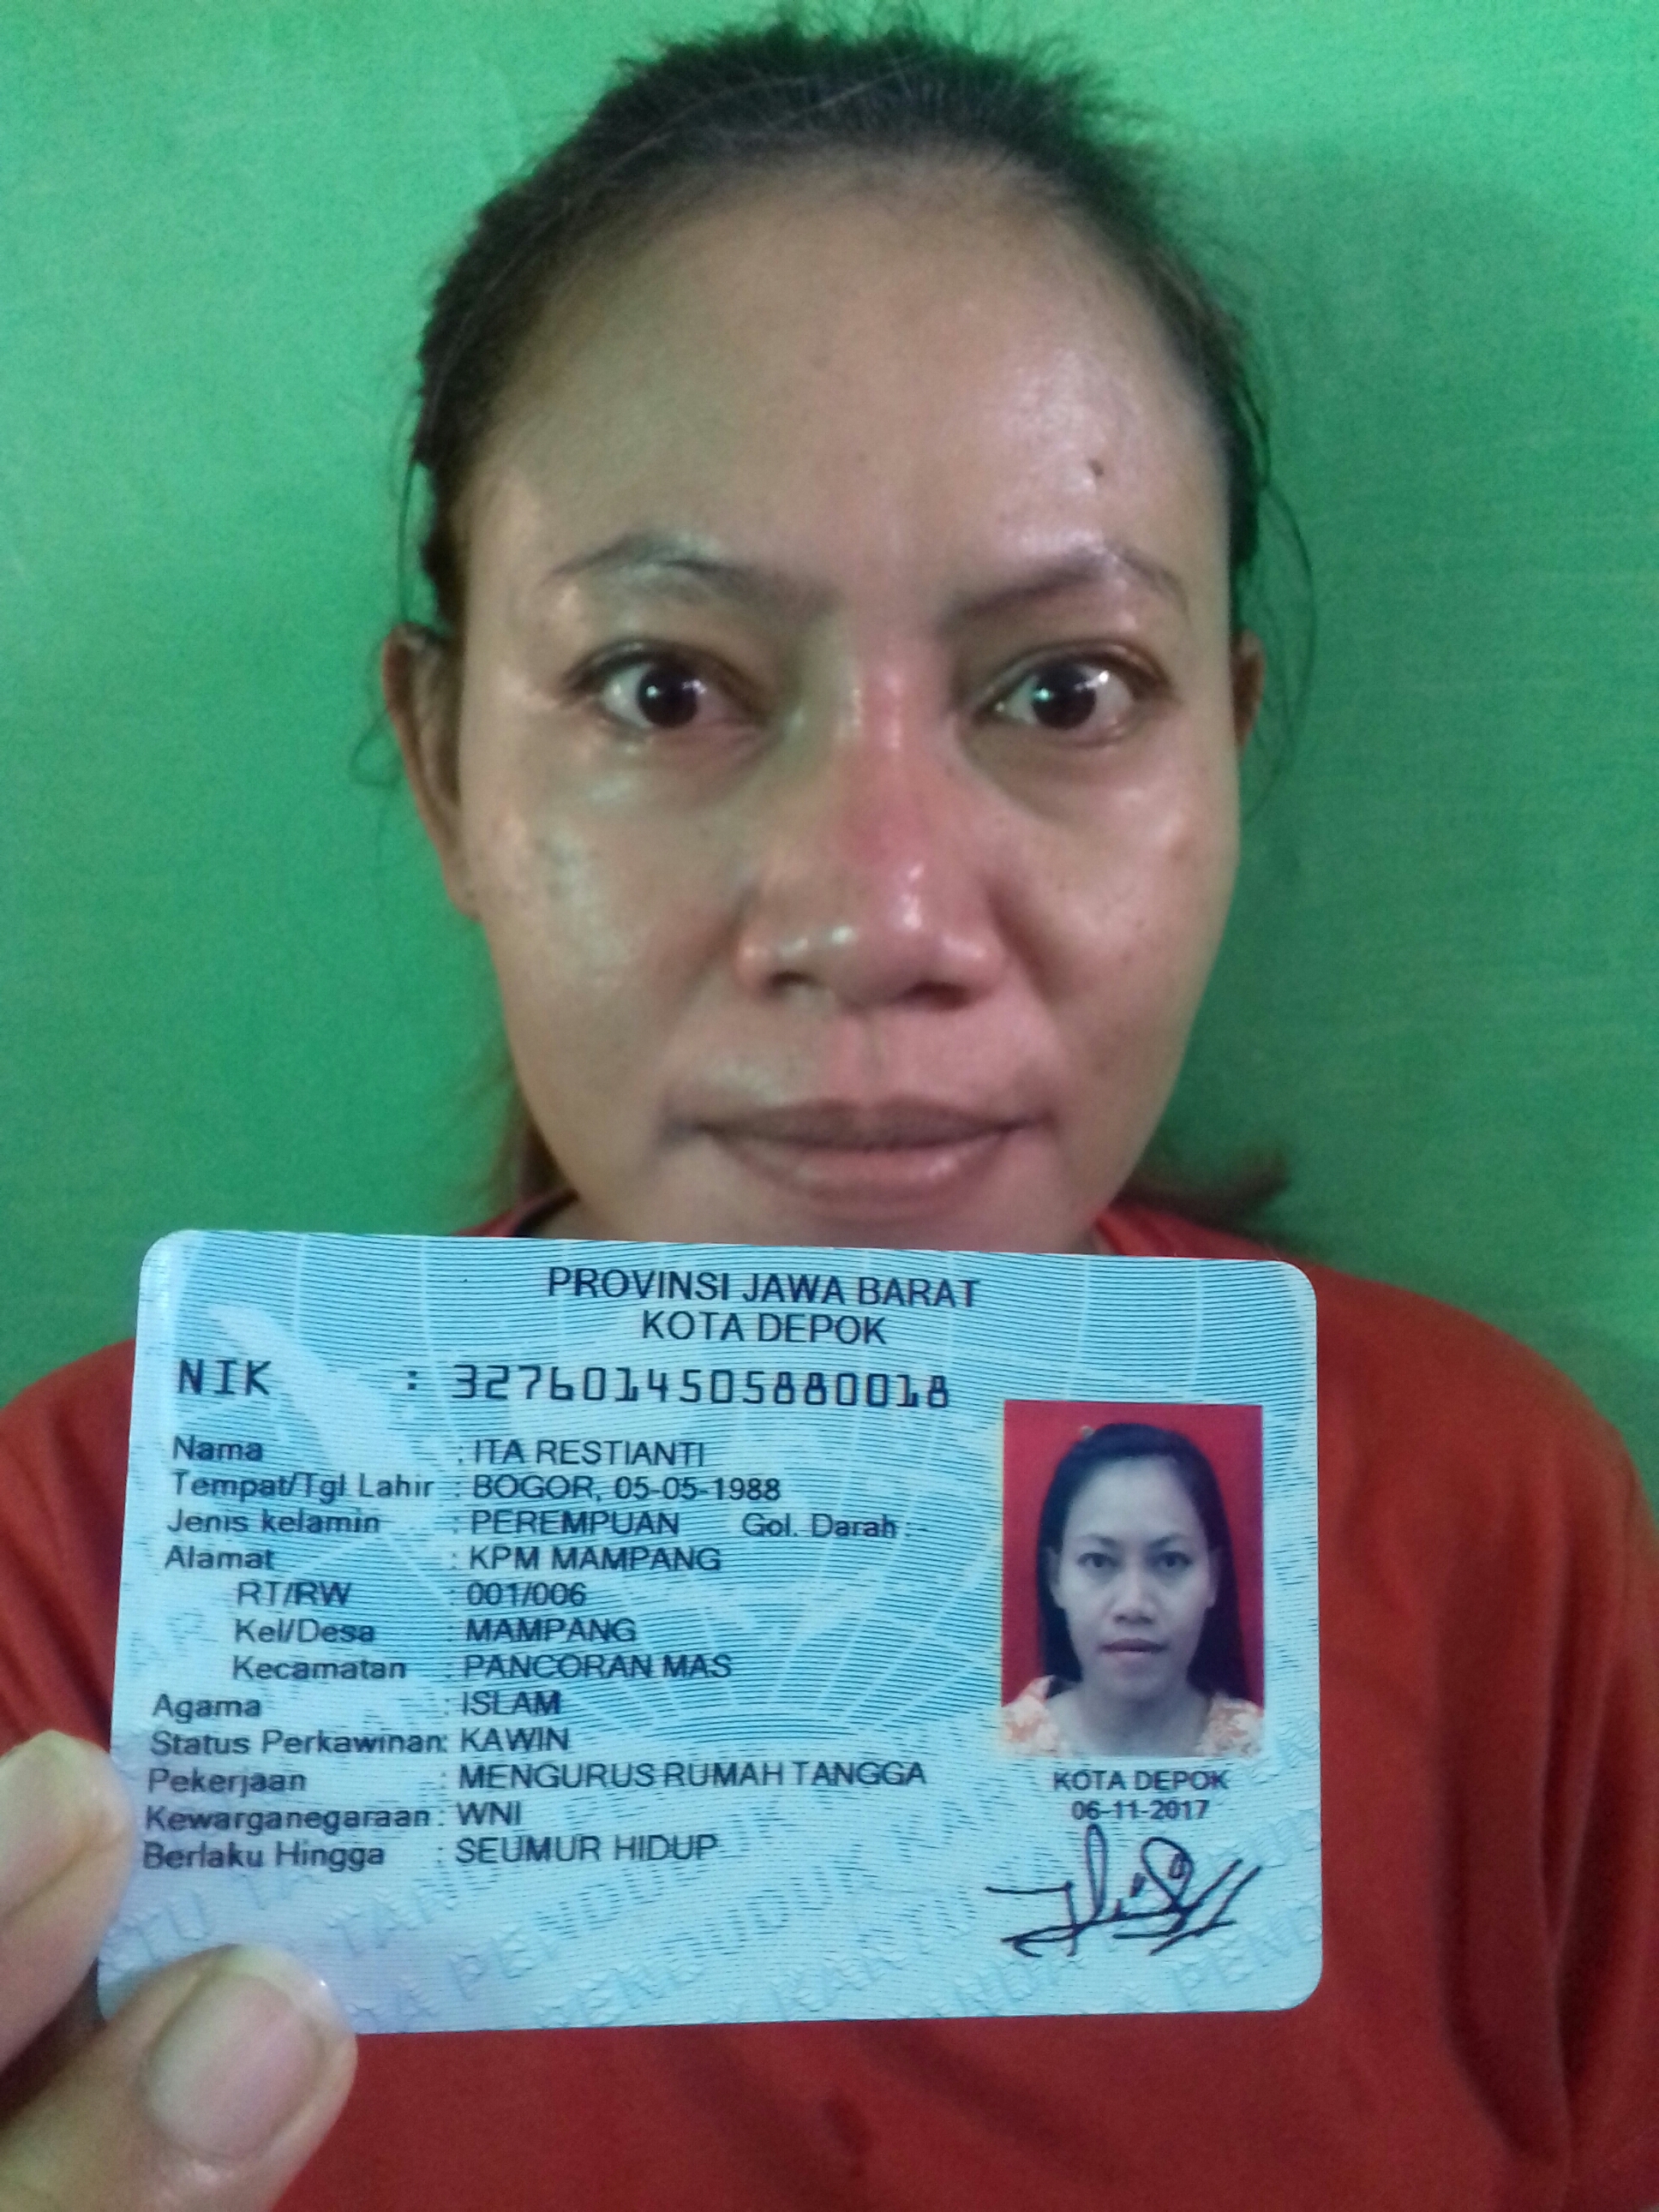 PROVINSI JAWA BARAT
KOTA DEPOK
NIK : 3276014505880018
Nama : ITA RESTIANTI
Tempat/Tgl Lahir : BOGOR, 05-05-1988
Jenis kelamin : PEREMPUAN Gol. Darah : -
Alamat : KPM MAMPANG
RT/RW : 001/006
Kel/Desa : MAMPANG
Kecamatan : PANCORAN MAS
Agama : ISLAM
Status Perkawinan: KAWIN
Pekerjaan : MENGURUS RUMAH TANGGA
Kewarganegaraan : WNI
Berlaku Hingga : SEUMUR HIDUP
KOTA DEPOK
06-11-2017